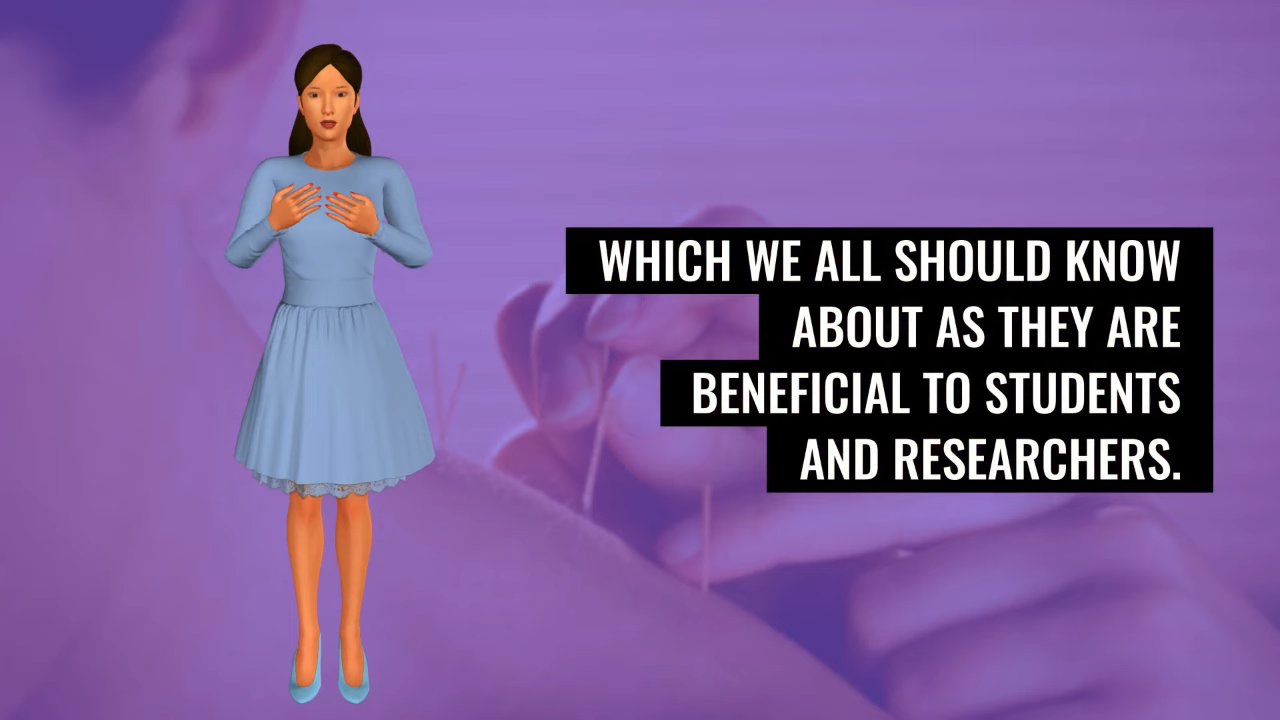 WHICH WE ALL SHOULD KNOW
ABOUT AS THEY ARE
BENEFICIAL TO STUDENTS
AND RESEARCHERS.